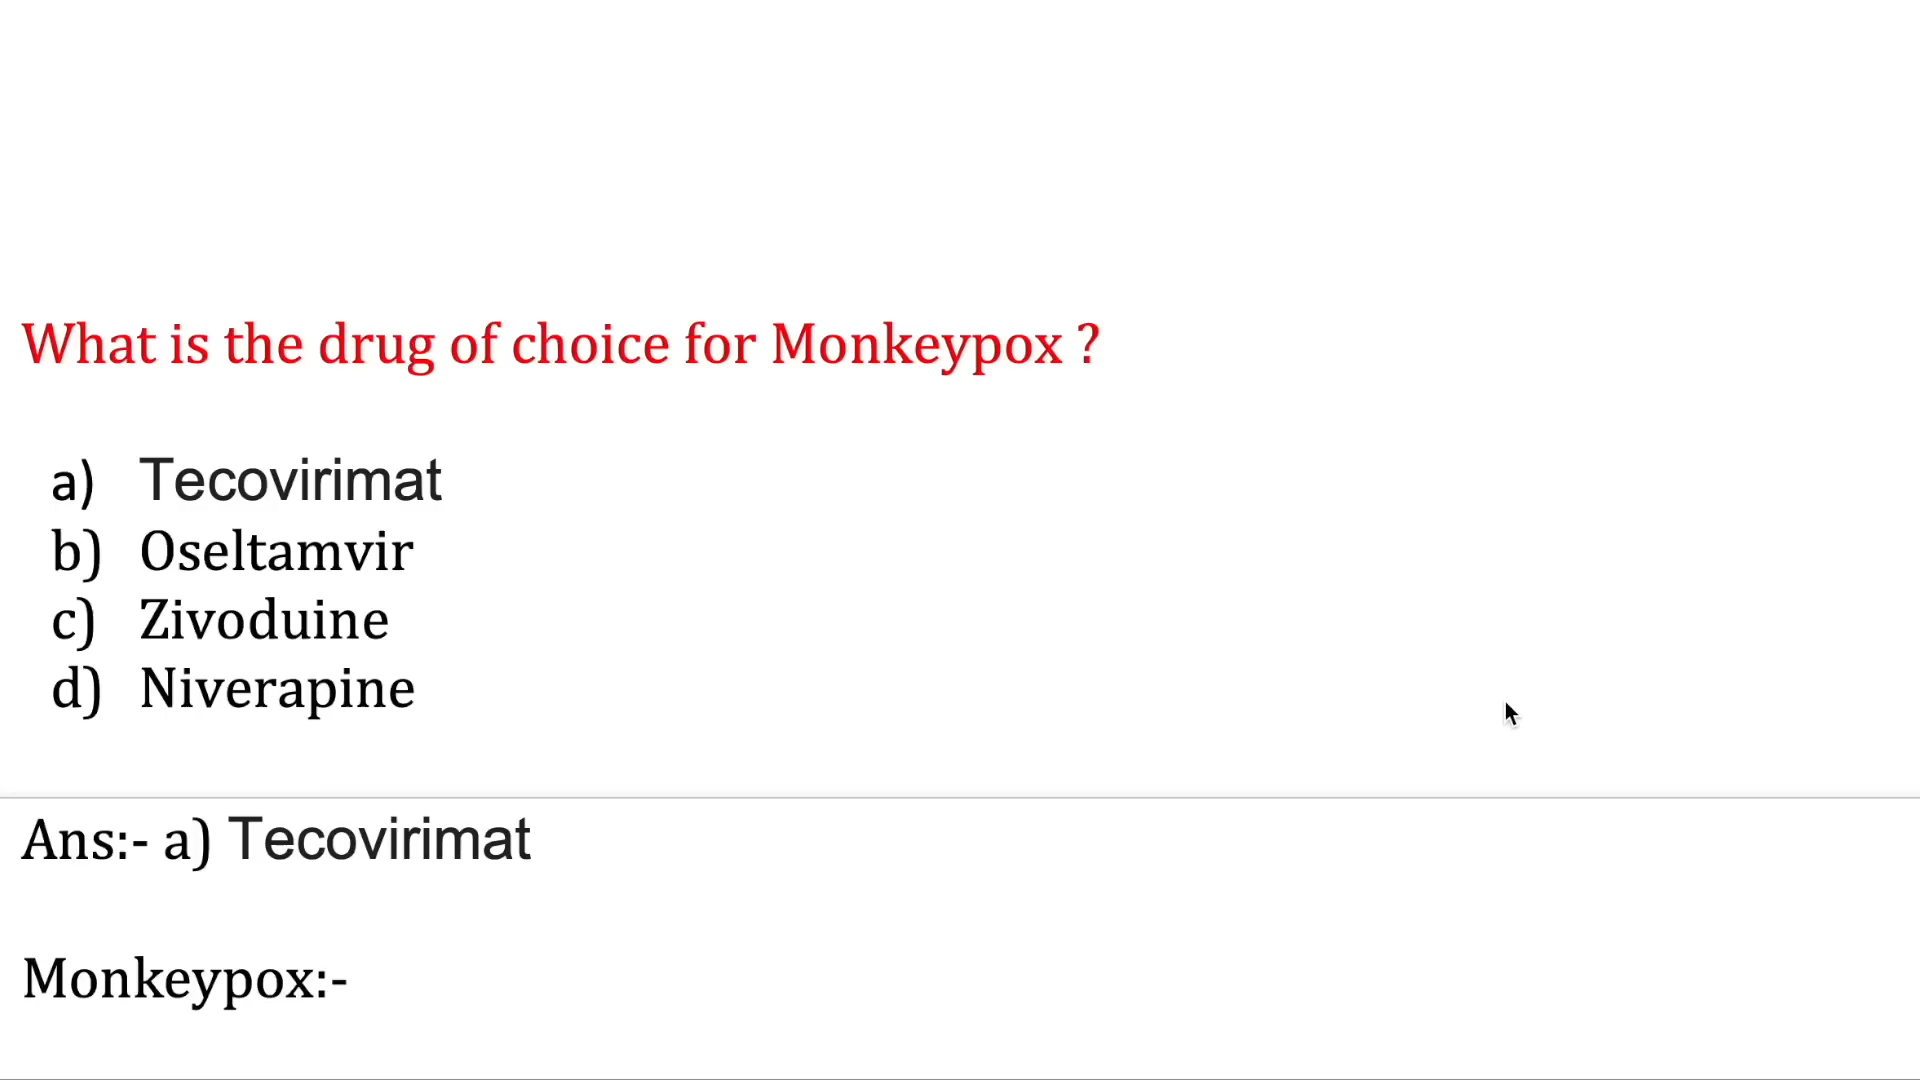 What is the drug of choice for Monkeypox ?
a) Tecovirimat
b) Oseltamvir
c) Zivoduine
d) Niverapine
Ans:- a) Tecovirimat
Monkeypox:-